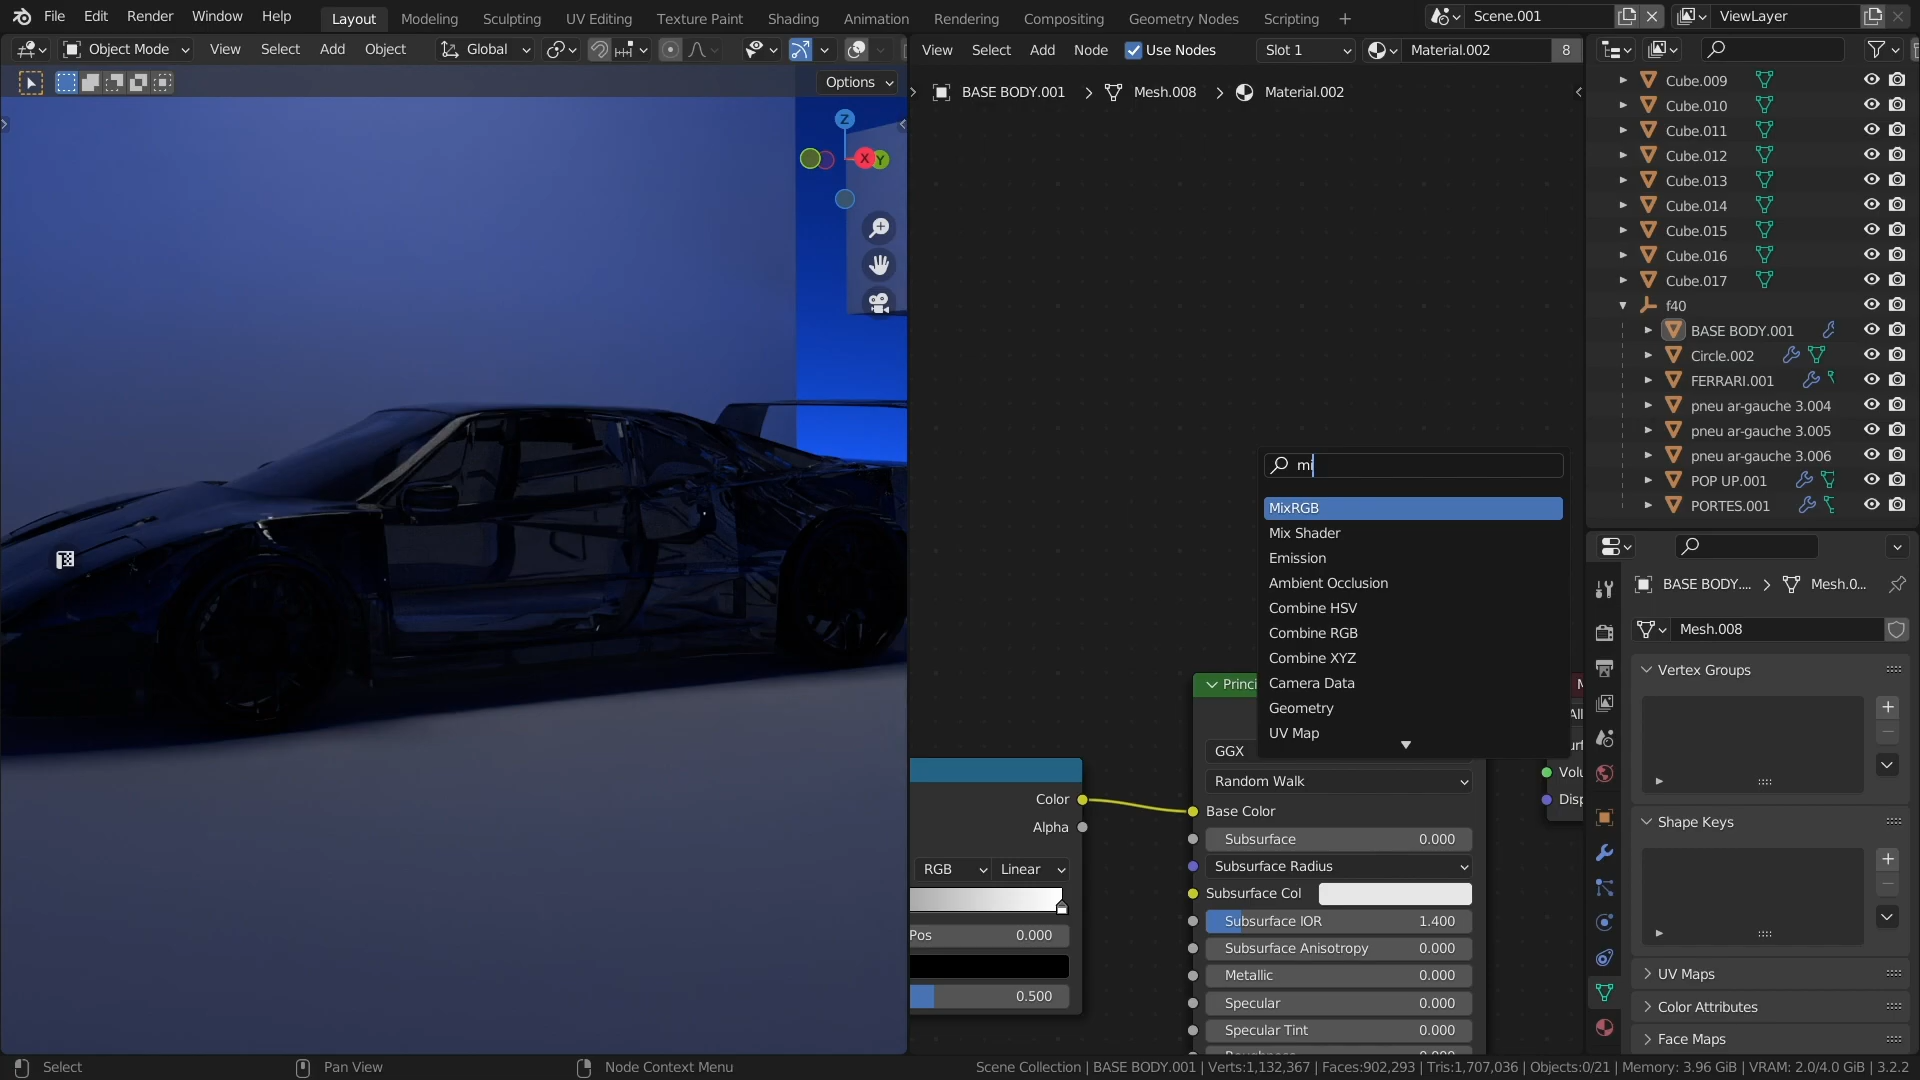 File Edit Render Window Help Layout Modeling Sculpting UV Editing Texture Paint Shading Animation Rendering Compositing Geometry Nodes Scripting + Scene.001 ViewLayer
Object Mode View Select Add Object Global View Select Add Node Use Nodes Slot 1 Material.002 8
Options
BASE BODY.001 > Mesh.008 > Material.002
Z
X Y
Cube.009
Cube.010
Cube.011
Cube.012
Cube.013
Cube.014
Cube.015
Cube.016
Cube.017
f40
BASE BODY.001
Circle.002
FERRARI.001
pneu ar-gauche 3.004
pneu ar-gauche 3.005
pneu ar-gauche 3.006
POP UP.001
PORTES.001
mi
MixRGB
Mix Shader
Emission
Ambient Occlusion
Combine HSV
Combine RGB
Combine XYZ
Camera Data
Geometry
UV Map
Princi
GGX
Random Walk
Base Color
Subsurface 0.000
Subsurface Radius
Subsurface Col
Subsurface IOR 1.400
Subsurface Anisotropy 0.000
Metallic 0.000
Specular 0.000
Specular Tint 0.000
M
All
urf
Volu
Disp
Color
Alpha
RGB Linear
Pos 0.000
0.500
BASE BODY.... > Mesh.0...
Mesh.008
Vertex Groups
Shape Keys
UV Maps
Color Attributes
Face Maps
Select Pan View Node Context Menu Scene Collection | BASE BODY.001 | Verts:1,132,367 | Faces:902,293 | Tris:1,707,036 | Objects:0/21 | Memory: 3.96 GiB | VRAM: 2.0/4.0 GiB | 3.2.2